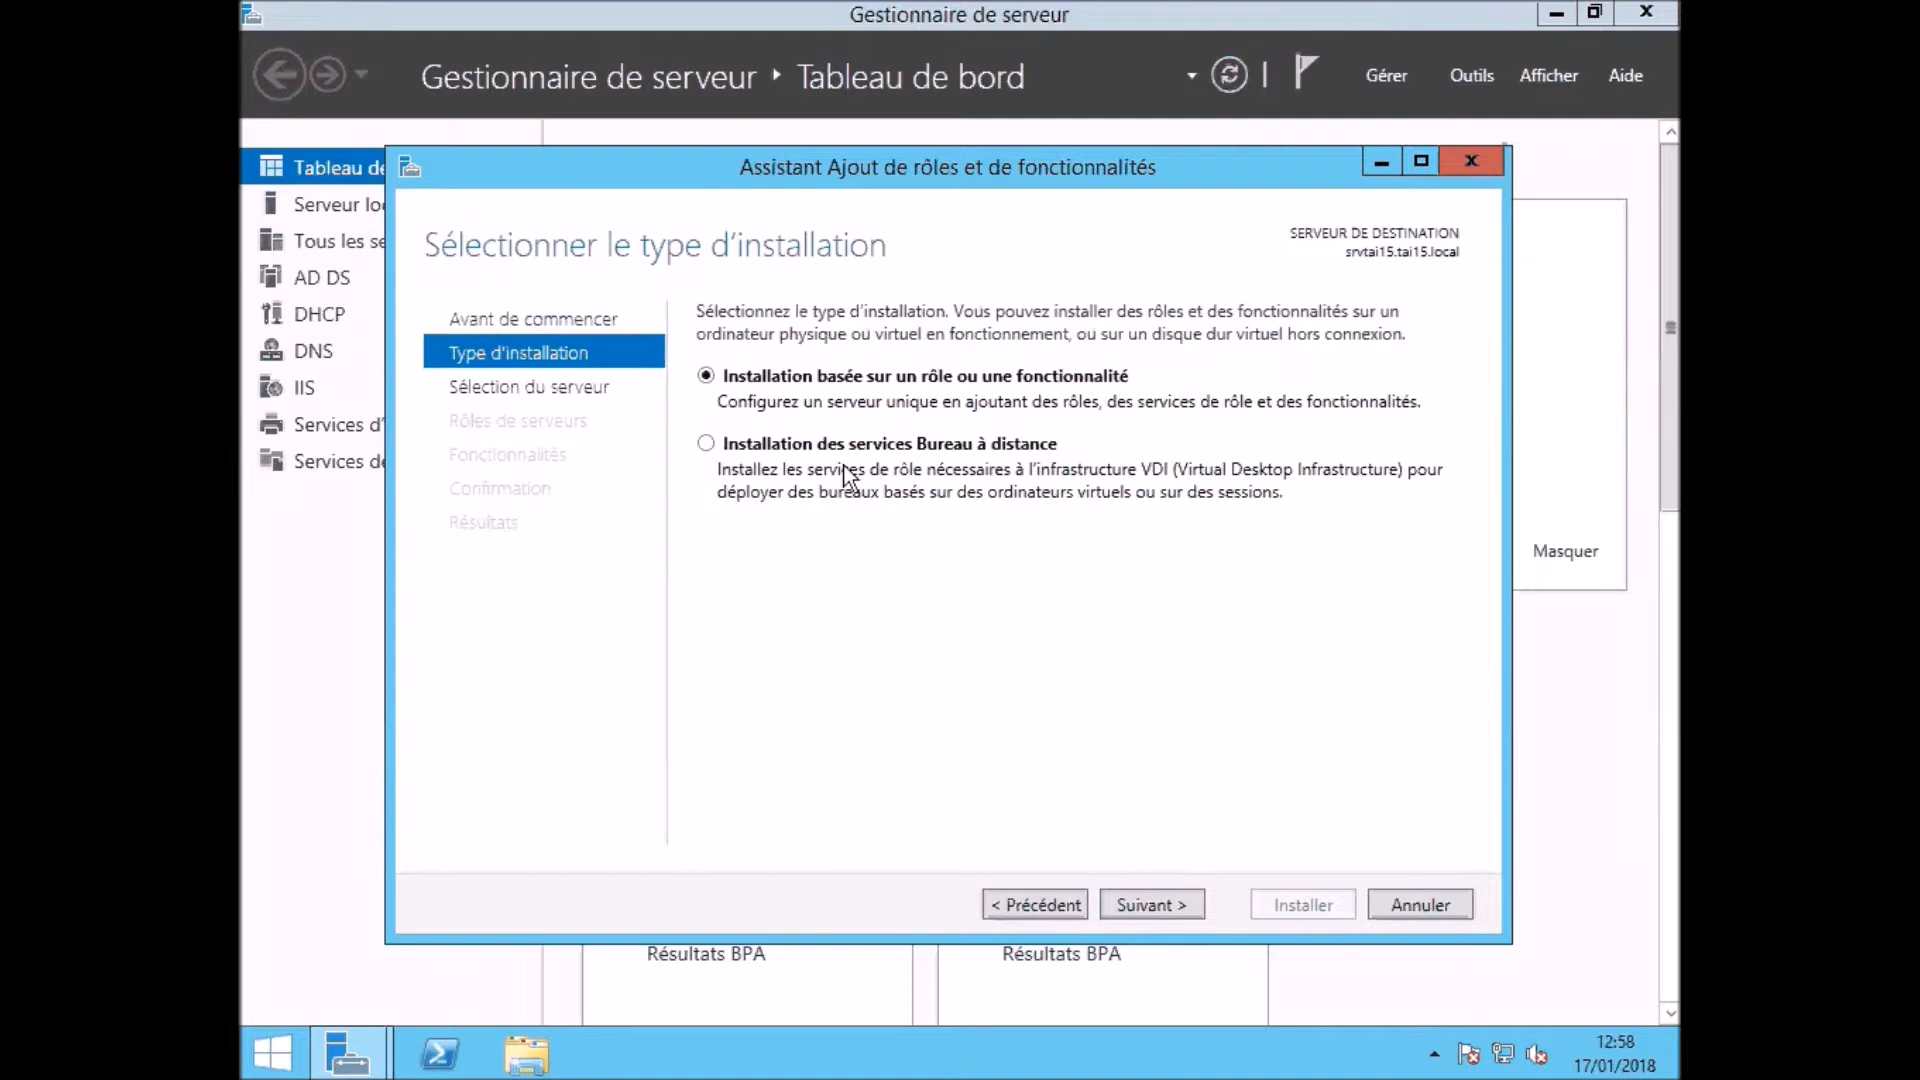 Gestionnaire de serveur
Gestionnaire de serveur
Tableau de bord
Gérer
Outils
Afficher
Aide
Tableau de
Serveur loc
Tous les se
AD DS
DHCP
DNS
IIS
Services d'
Services de
Assistant Ajout de rôles et de fonctionnalités
Sélectionner le type d'installation
SERVEUR DE DESTINATION
srvtai15.tai15.local
Avant de commencer
Type d'installation
Sélection du serveur
Rôles de serveurs
Fonctionnalités
Confirmation
Résultats
Sélectionnez le type d'installation. Vous pouvez installer des rôles et des fonctionnalités sur un
ordinateur physique ou virtuel en fonctionnement, ou sur un disque dur virtuel hors connexion.
Installation basée sur un rôle ou une fonctionnalité
Configurez un serveur unique en ajoutant des rôles, des services de rôle et des fonctionnalités.
Installation des services Bureau à distance
Installez les services de rôle nécessaires à l'infrastructure VDI (Virtual Desktop Infrastructure) pour
déployer des bureaux basés sur des ordinateurs virtuels ou sur des sessions.
Masquer
< Précédent
Suivant >
Installer
Annuler
Résultats BPA
Résultats BPA
12:58
17/01/2018